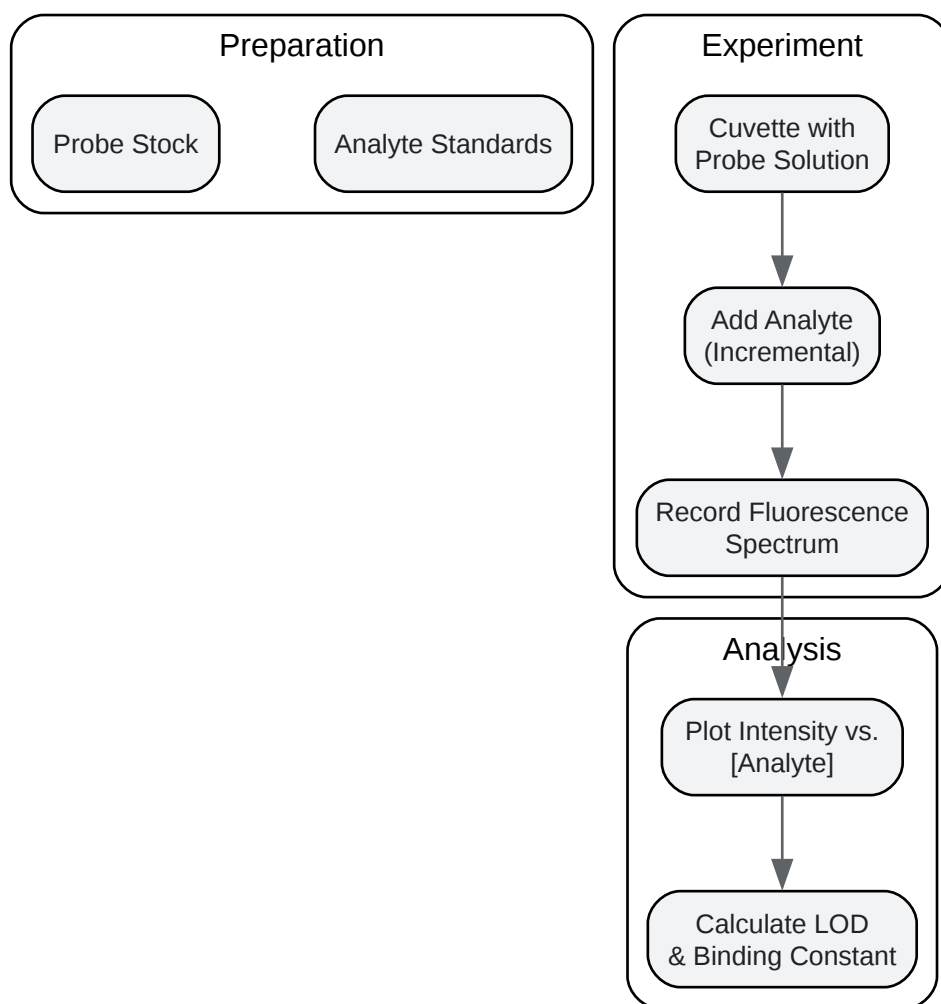 Preparation
Probe Stock
Analyte Standards
Experiment
Cuvette with
Probe Solution
Add Analyte
(Incremental)
Record Fluorescence
Spectrum
Analysis
Plot Intensity vs.
[Analyte]
Calculate LOD
& Binding Constant